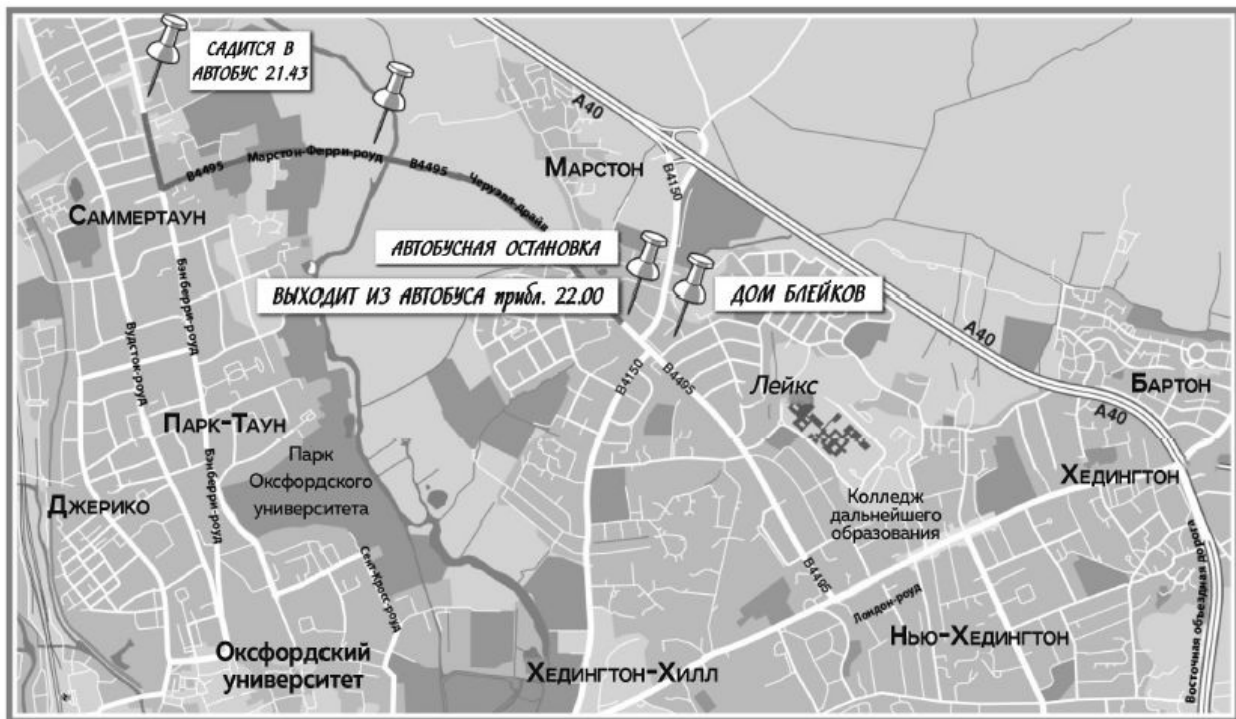 САДИТСЯ В
АВТОБУС 21.43
A40
МАРСТОН
B4150
Марстон-Ферри-роуд
B4495
B4495
Черуэлл-драйв
САММЕРТАУН
АВТОБУСНАЯ ОСТАНОВКА
ВЫХОДИТ ИЗ АВТОБУСА прибл. 22.00
ДОМ БЛЕЙКОВ
Бэнберри-роуд
Вудсток-роуд
A40
B4150
B4495
Лейкс
БАРТОН
A40
ПАРК-ТАУН
Парк
Оксфордского
университета
Бэнберри-роуд
ДЖЕРИКО
ХЕДИНГТОН
Колледж
дальнейшего
образования
Сент-Кросс-роуд
B4495
Лондон-роуд
Восточная объездная дорога
НЬЮ-ХЕДИНГТОН
Оксфордский
университет
ХЕДИНГТОН-ХИЛЛ